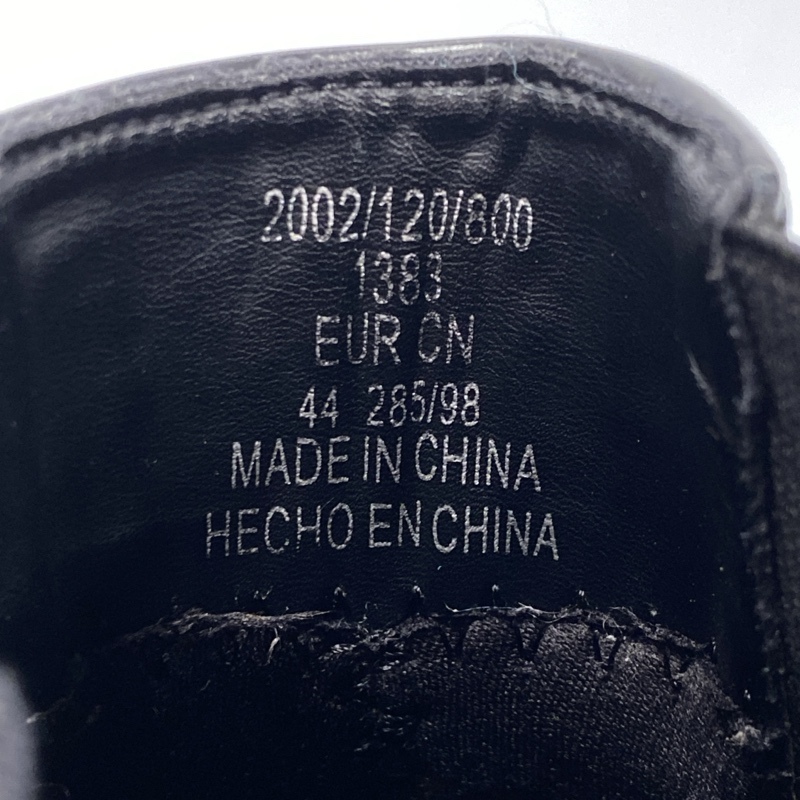 2002/120/800
1383
EUR CN
44 285/98
MADE IN CHINA
HECHO EN CHINA